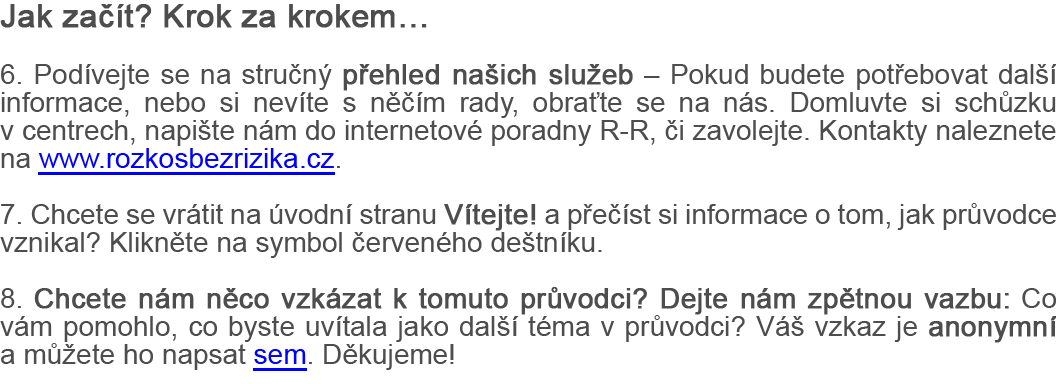 Jak začít? Krok za krokem…
6. Podívejte se na stručný přehled našich služeb – Pokud budete potřebovat další
informace, nebo si nevíte s něčím rady, obraťte se na nás. Domluvte si schůzku
v centrech, napište nám do internetové poradny R-R, či zavolejte. Kontakty naleznete
na www.rozkosbezrizika.cz.
7. Chcete se vrátit na úvodní stranu Vítejte! a přečíst si informace o tom, jak průvodce
vznikal? Klikněte na symbol červeného deštníku.
8. Chcete nám něco vzkázat k tomuto průvodci? Dejte nám zpětnou vazbu: Co
vám pomohlo, co byste uvítala jako další téma v průvodci? Váš vzkaz je anonymní
a můžete ho napsat sem. Děkujeme!